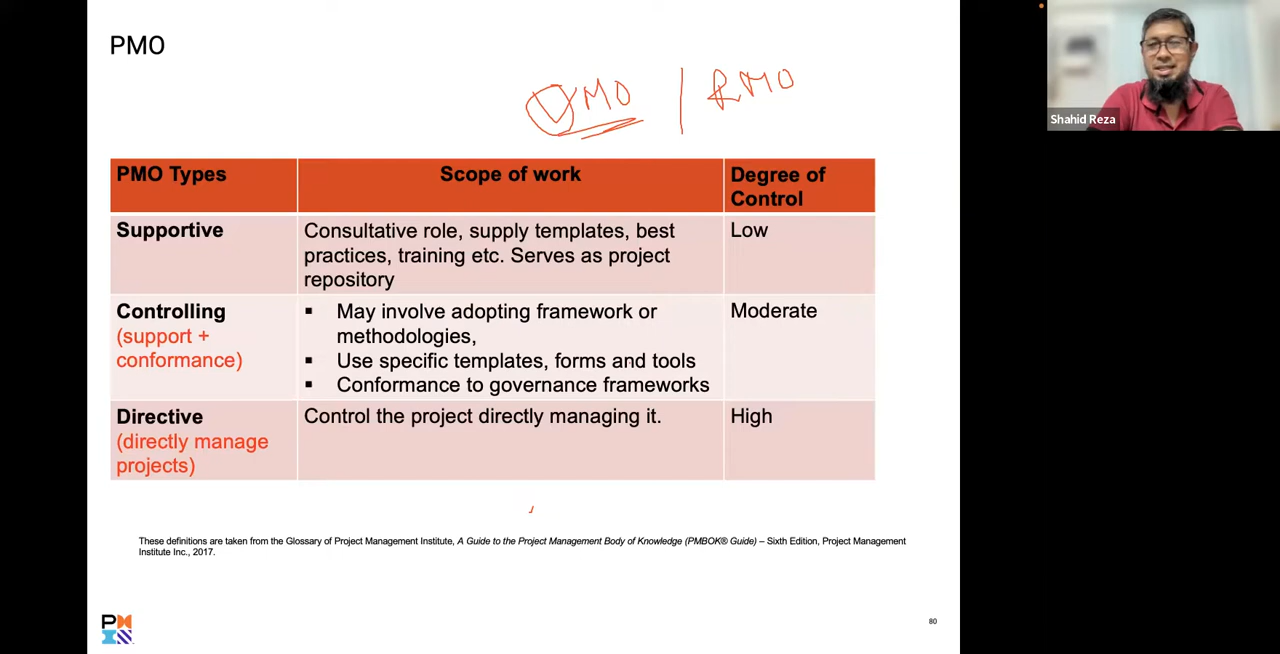 PMO
VMO | RMO
Shahid Reza
PMO Types
Scope of work
Degree of
Control
Supportive
Consultative role, supply templates, best
practices, training etc. Serves as project
repository
Low
Controlling
(support +
conformance)
▪ May involve adopting framework or
methodologies,
▪ Use specific templates, forms and tools
▪ Conformance to governance frameworks
Moderate
Directive
(directly manage
projects)
Control the project directly managing it.
High
These definitions are taken from the Glossary of Project Management Institute, A Guide to the Project Management Body of Knowledge (PMBOK® Guide) – Sixth Edition, Project Management
Institute Inc., 2017.
PMI
80